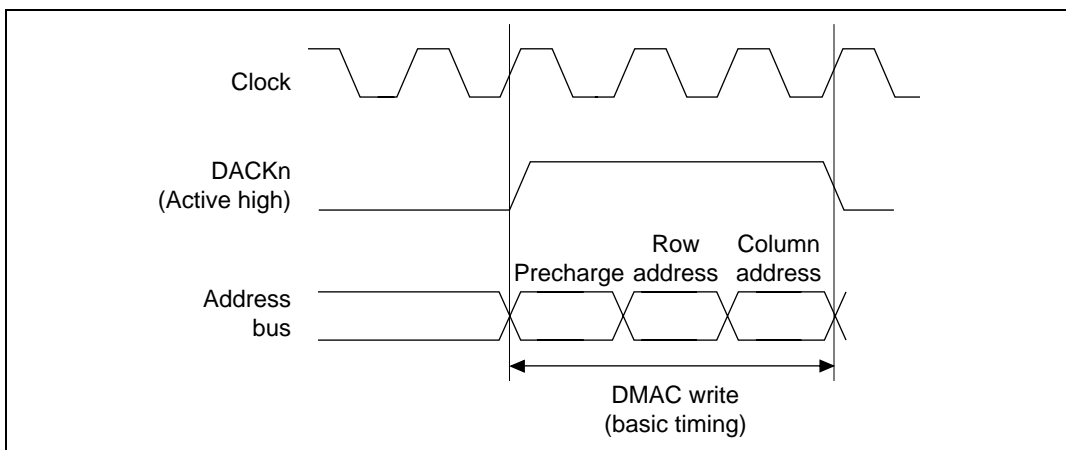 Clock
DACKn
(Active high)
Row
address
Column
address
Precharge
Address
bus
DMAC write
(basic timing)